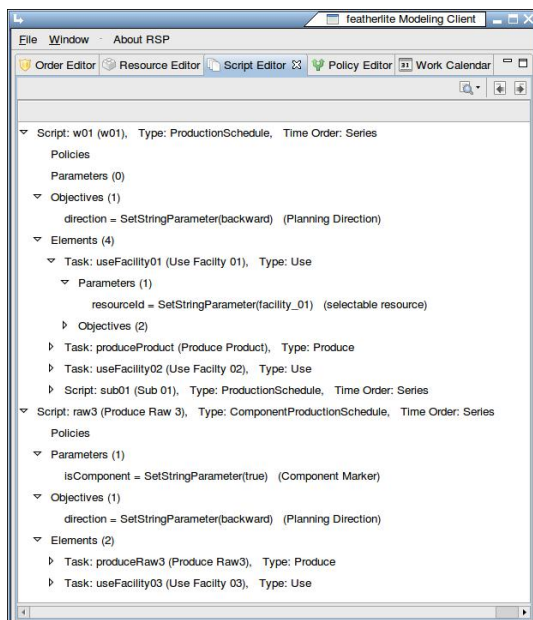 featherlite Modeling Client
File Window About RSP
Order Editor Resource Editor Script Editor Policy Editor 31 Work Calendar
Script: w01 (w01), Type: ProductionSchedule, Time Order: Series
Policies
Parameters (0)
Objectives (1)
direction = SetStringParameter(backward) (Planning Direction)
Elements (4)
Task: useFacility01 (Use Facilty 01), Type: Use
Parameters (1)
resourceId = SetStringParameter(facility_01) (selectable resource)
Objectives (2)
Task: produceProduct (Produce Product), Type: Produce
Task: useFacility02 (Use Facilty 02), Type: Use
Script: sub01 (Sub 01), Type: ProductionSchedule, Time Order: Series
Script: raw3 (Produce Raw 3), Type: ComponentProductionSchedule, Time Order: Series
Policies
Parameters (1)
isComponent = SetStringParameter(true) (Component Marker)
Objectives (1)
direction = SetStringParameter(backward) (Planning Direction)
Elements (2)
Task: produceRaw3 (Produce Raw3), Type: Produce
Task: useFacility03 (Use Facilty 03), Type: Use